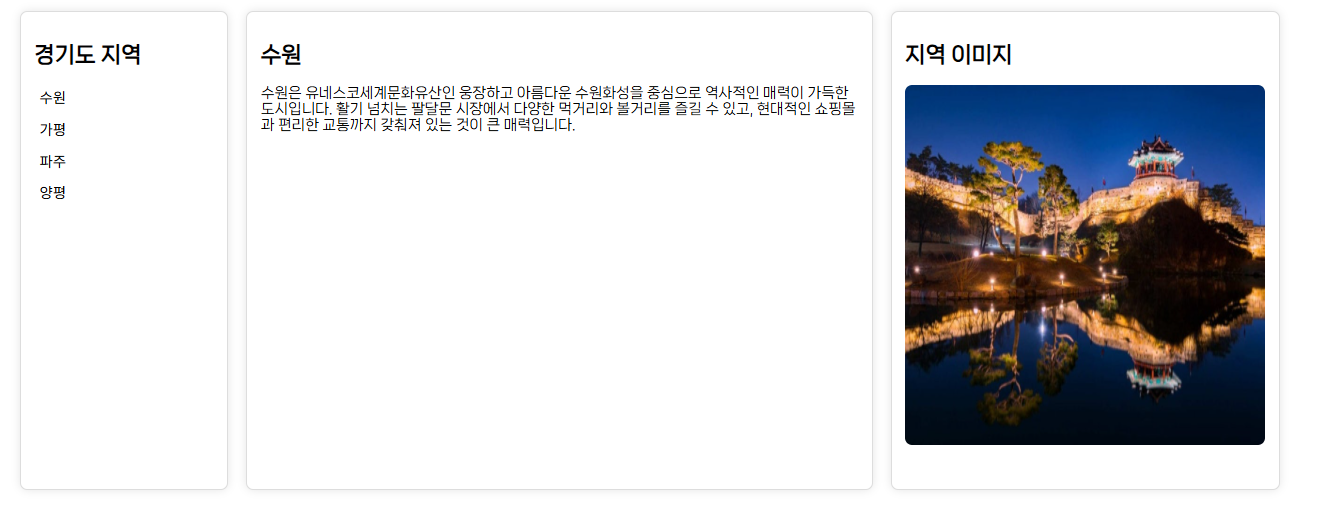 경기도 지역
수원
가평
파주
양평
수원
수원은 유네스코세계문화유산인 웅장하고 아름다운 수원화성을 중심으로 역사적인 매력이 가득한
도시입니다. 활기 넘치는 팔달문 시장에서 다양한 먹거리와 볼거리를 즐길 수 있고, 현대적인 쇼핑몰
과 편리한 교통까지 갖춰져 있는 것이 큰 매력입니다.
지역 이미지